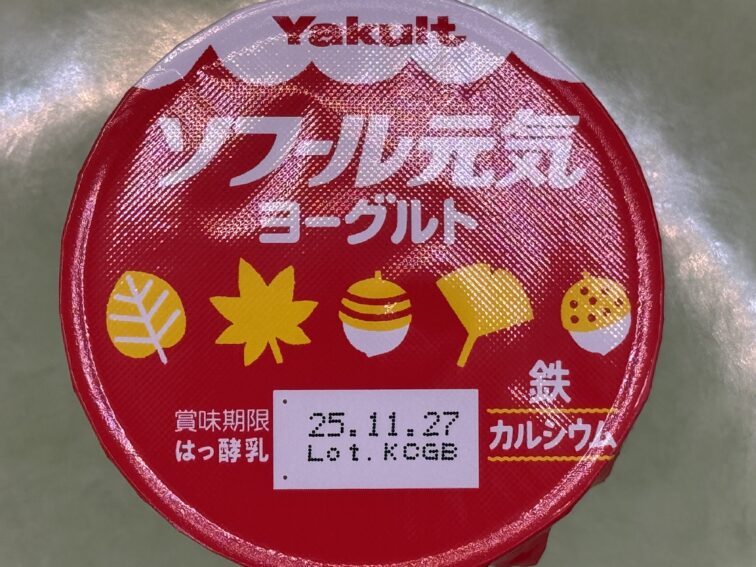 Yakult
ソフール元気
ヨーグルト
鉄
カルシウム
賞味期限
はっ酵乳
25.11.27
Lot.KCGB